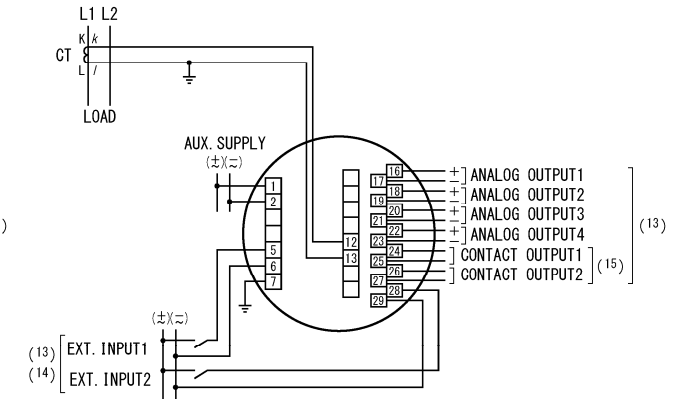 L1 L2
K k
CT
L l
LOAD
AUX. SUPPLY
(±)(∓)
1
2
5
6
7
12
13
16
17
18
19
20
21
22
23
24
25
26
27
28
29
+
− ANALOG OUTPUT1
+
− ANALOG OUTPUT2
+
− ANALOG OUTPUT3
+
− ANALOG OUTPUT4
CONTACT OUTPUT1
CONTACT OUTPUT2
(15)
(13)
)
(±)(∓)
(13) EXT. INPUT1
(14) EXT. INPUT2